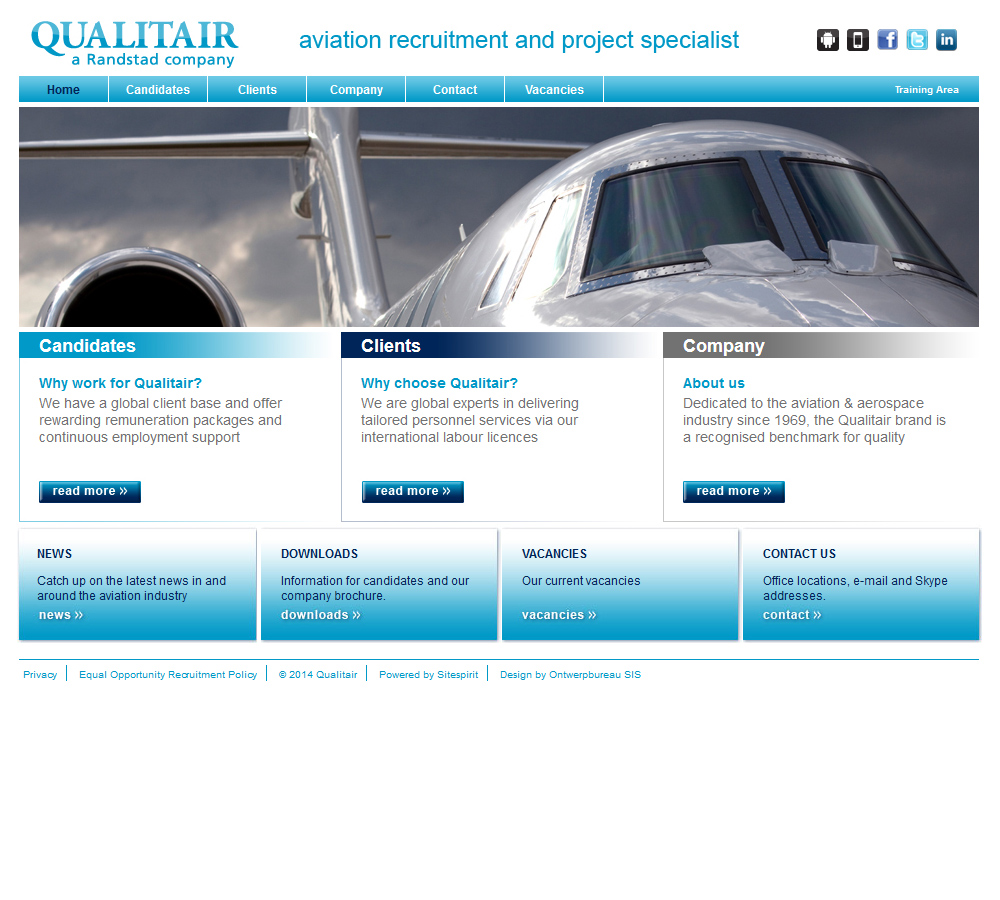 QUALITAIR
a Randstad company
aviation recruitment and project specialist
Home Candidates Clients Company Contact Vacancies Training Area
Candidates
Why work for Qualitair?
We have a global client base and offer
rewarding remuneration packages and
continuous employment support
read more »
Clients
Why choose Qualitair?
We are global experts in delivering
tailored personnel services via our
international labour licences
read more »
Company
About us
Dedicated to the aviation & aerospace
industry since 1969, the Qualitair brand is
a recognised benchmark for quality
read more »
NEWS
Catch up on the latest news in and
around the aviation industry
news »
DOWNLOADS
Information for candidates and our
company brochure.
downloads »
VACANCIES
Our current vacancies
vacancies »
CONTACT US
Office locations, e-mail and Skype
addresses.
contact »
Privacy Equal Opportunity Recruitment Policy © 2014 Qualitair Powered by Sitespirit Design by Ontwerpbureau SIS